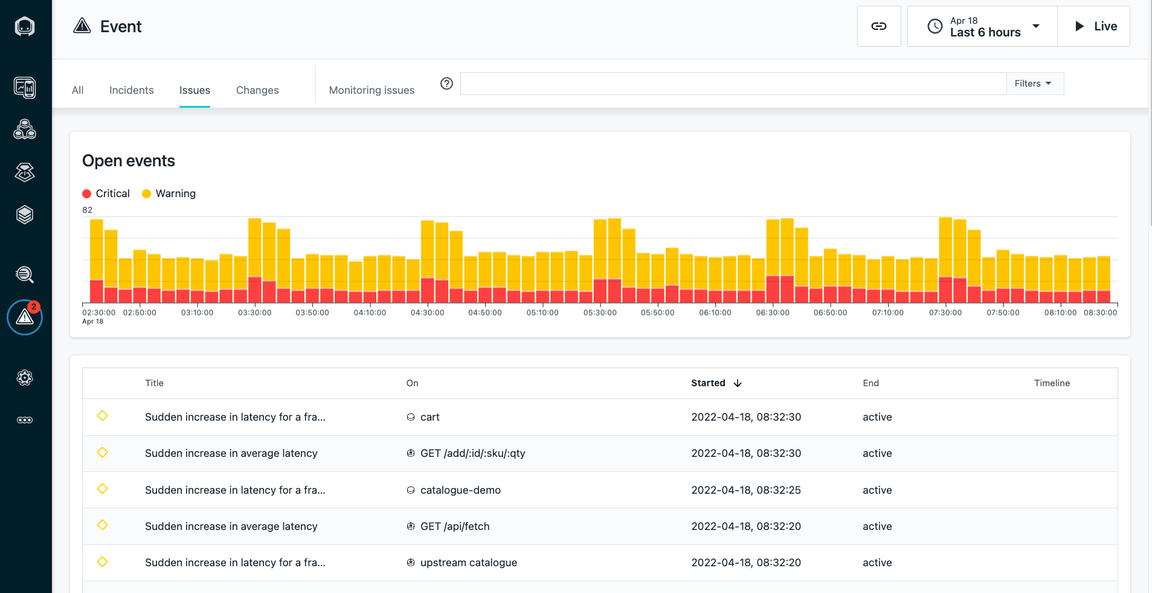 Event
Apr 18
Last 6 hours
Live
All Incidents Issues Changes Monitoring issues ? Filters
2
Open events
Critical Warning
82
02:30:00 02:50:00 03:10:00 03:30:00 03:50:00 04:10:00 04:30:00 04:50:00 05:10:00 05:30:00 05:50:00 06:10:00 06:30:00 06:50:00 07:10:00 07:30:00 07:50:00 08:10:00 08:30:00
Apr 18
Title On Started End Timeline
Sudden increase in latency for a fra... cart 2022-04-18, 08:32:30 active
Sudden increase in average latency GET /add/:id/:sku/:qty 2022-04-18, 08:32:30 active
Sudden increase in latency for a fra... catalogue-demo 2022-04-18, 08:32:25 active
Sudden increase in average latency GET /api/fetch 2022-04-18, 08:32:20 active
Sudden increase in latency for a fra... upstream catalogue 2022-04-18, 08:32:20 active